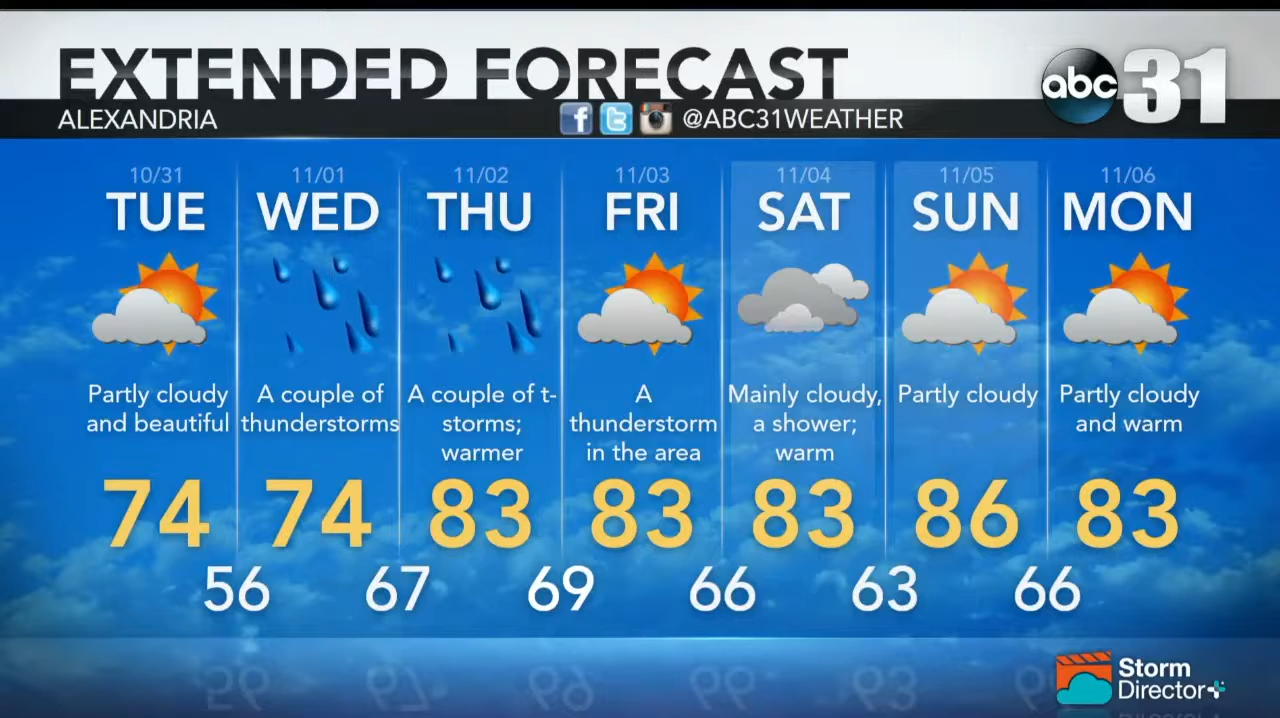 EXTENDED FORECAST
abc 31
ALEXANDRIA
@ABC31WEATHER
10/31 11/01 11/02 11/03 11/04 11/05 11/06
TUE WED THU FRI SAT SUN MON
Partly cloudy
and beautiful
A couple of
thunderstorms
A couple of t-
storms;
warmer
A
thunderstorm
in the area
Mainly cloudy,
a shower;
warm
Partly cloudy
Partly cloudy
and warm
74 74 83 83 83 86 83
56 67 69 66 63 66
Storm
Director+